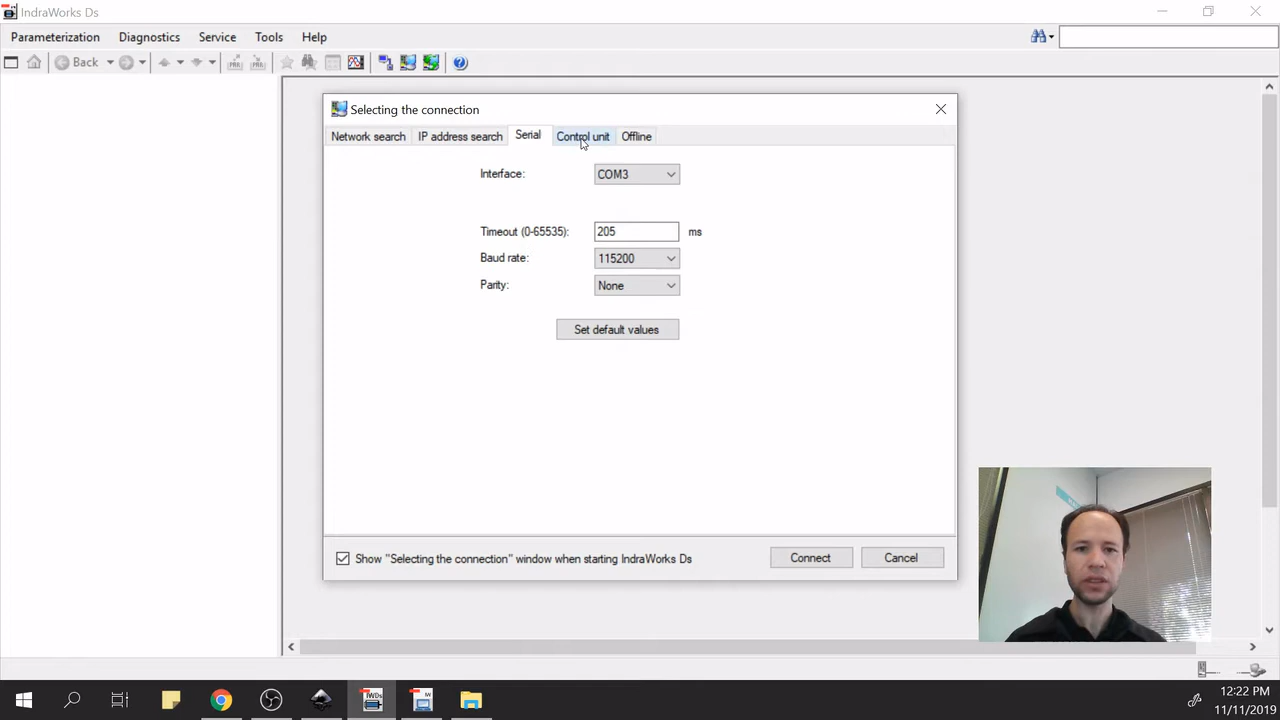 IndraWorks Ds
Parameterization Diagnostics Service Tools Help
Back
Selecting the connection
Network search IP address search Serial Control unit Offline
Interface: COM3
Timeout (0-65535): 205 ms
Baud rate: 115200
Parity: None
Set default values
Show "Selecting the connection" window when starting IndraWorks Ds Connect Cancel
12:22 PM
11/11/2019